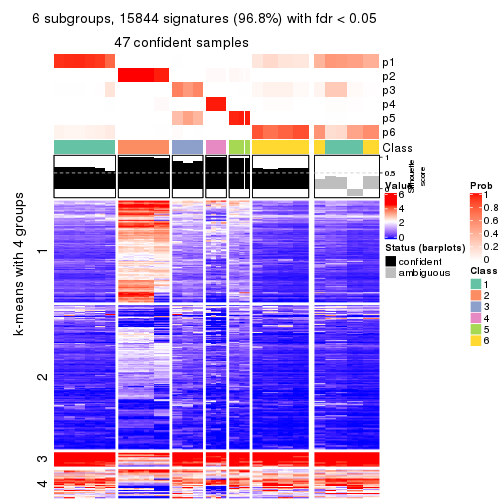 6 subgroups, 15844 signatures (96.8%) with fdr < 0.05
47 confident samples
p1
p2
p3
p4
p5
p6
Class
1
0.5
0
Silhouette
score
k-means with 4 groups
1
2
3
4
Value
6
4
2
0
Status (barplots)
confident
ambiguous
Prob
1
0.8
0.6
0.4
0.2
0
Class
1
2
3
4
5
6